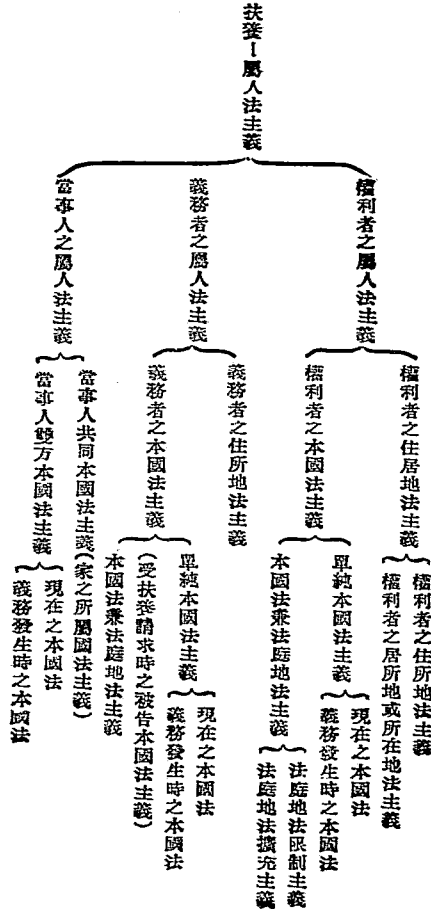 扶養—屬人法主義
權利者之屬人法主義
權利者之住居地法主義
權利者之住所地法主義
權利者之居所地或所在地法主義
權利者之本國法主義
單純本國法主義
現在之本國法
義務發生時之本國法
本國法兼法庭地法主義
法庭地法限制主義
法庭地法擴充主義
義務者之屬人法主義
義務者之住所地法主義
義務者之本國法主義
單純本國法主義
現在之本國法
義務發生時之本國法
(受扶養請求時之被告本國法主義)
本國法兼法庭地法主義
當事人之屬人法主義
當事人共同本國法主義(家之所屬國法主義)
當事人雙方本國法主義
現在之本國法
義務發生時之本國法